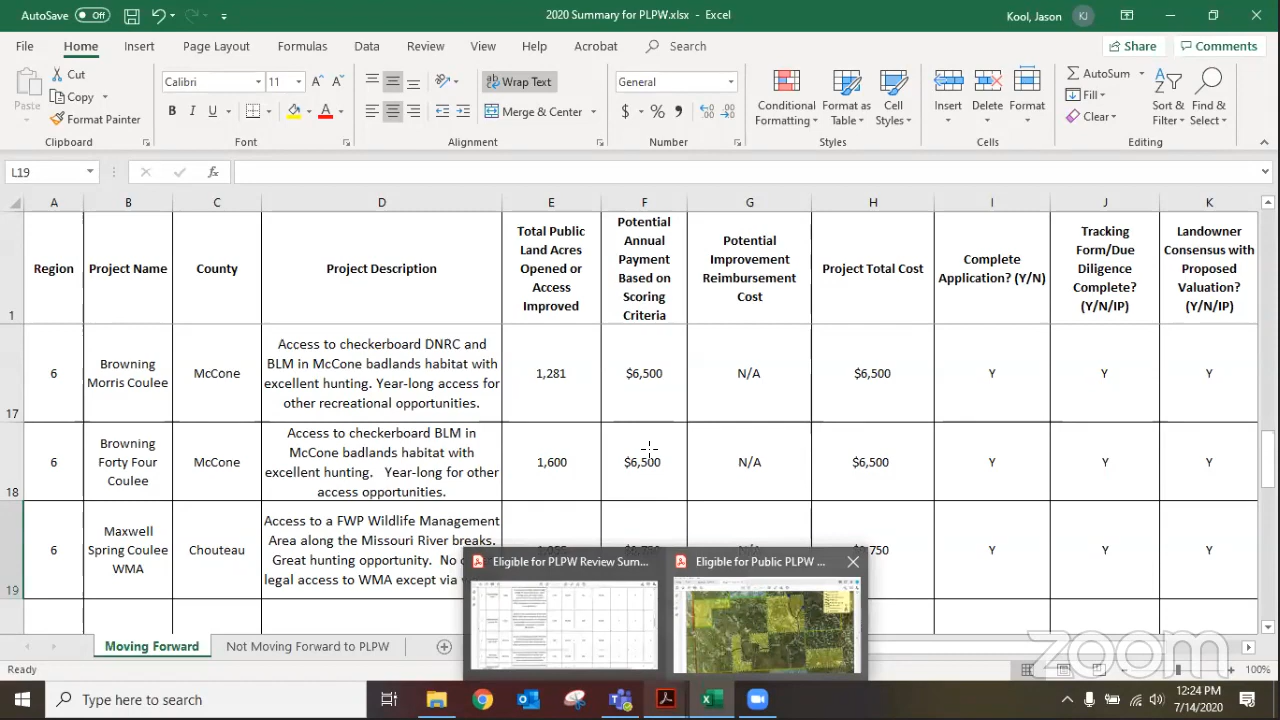 AutoSave Off
2020 Summary for PLPW.xlsx - Excel
Kool, Jason KJ
File Home Insert Page Layout Formulas Data Review View Help Acrobat Search Share Comments
Cut
Copy
Format Painter
Paste
Calibri 11
B I U
Wrap Text
Merge & Center
General
$ % 9
Conditional Formatting
Format as Table
Cell Styles
Insert Delete Format
AutoSum
Fill
Clear
Sort & Filter
Find & Select
Clipboard Font Alignment Number Styles Cells Editing
L19 fx
A B C D E F G H I J K
1
Region
Project Name
County
Project Description
Total Public
Land Acres
Opened or
Access
Improved
Potential
Annual
Payment
Based on
Scoring
Criteria
Potential
Improvement
Reimbursement
Cost
Project Total Cost
Complete
Application? (Y/N)
Tracking
Form/Due
Diligence
Complete?
(Y/N/IP)
Landowner
Consensus with
Proposed
Valuation?
(Y/N/IP)
17
6
Browning
Morris Coulee
McCone
Access to checkerboard DNRC and
BLM in McCone badlands habitat with
excellent hunting. Year-long access for
other recreational opportunities.
1,281
$6,500
N/A
$6,500
Y
Y
Y
18
6
Browning
Forty Four
Coulee
McCone
Access to checkerboard BLM in
McCone badlands habitat with
excellent hunting. Year-long for other
access opportunities.
1,600
$6,500
N/A
$6,500
Y
Y
Y
19
6
Maxwell
Spring Coulee
WMA
Chouteau
Access to a FWP Wildlife Management
Area along the Missouri River breaks.
Great hunting opportunity. No
legal access to WMA except via
N/A
750
Y
Y
Y
Eligible for PLPW Review Sum...
Eligible for Public PLPW ...
Moving Forward
Not Moving Forward to PLPW
Ready
100%
zoom
Type here to search
12:24 PM
7/14/2020